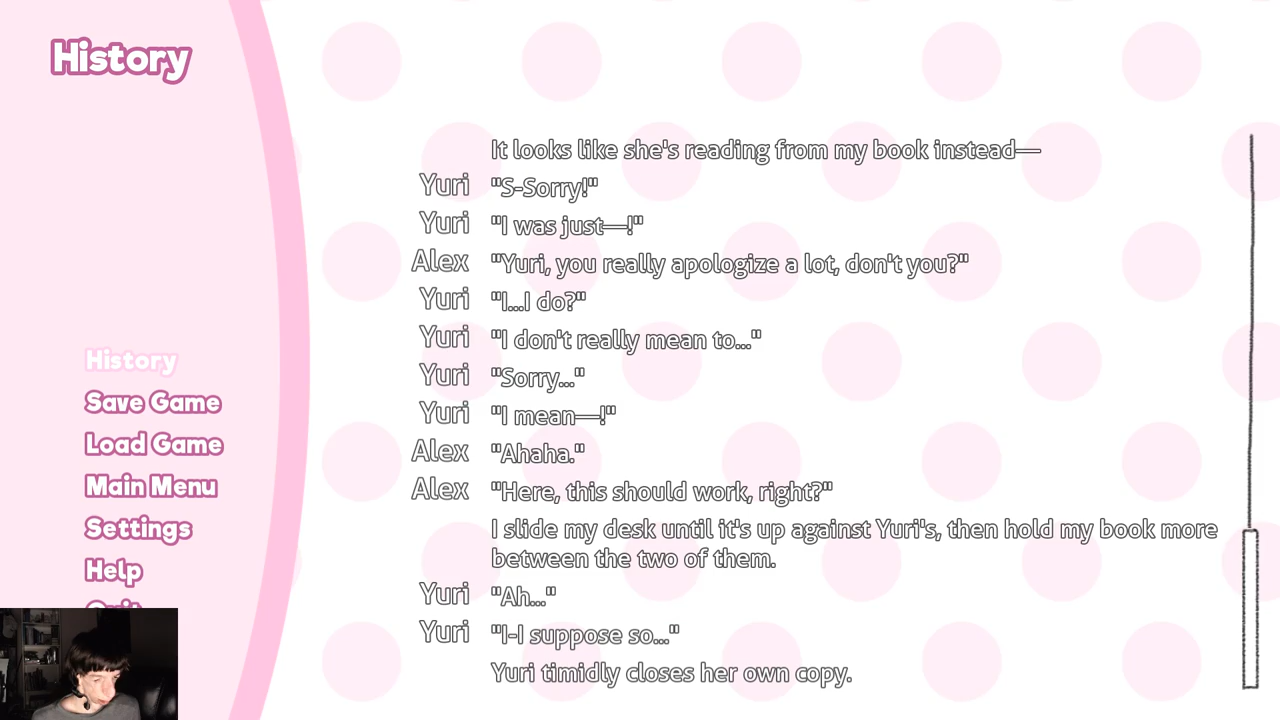 History
It looks like she's reading from my book instead—
Yuri "S-Sorry!"
Yuri "I was just—!"
Alex "Yuri, you really apologize a lot, don't you?"
Yuri "I...I do?"
Yuri "I don't really mean to..."
Yuri "Sorry..."
Yuri "I mean—!"
Alex "Ahaha."
Alex "Here, this should work, right?"
I slide my desk until it's up against Yuri's, then hold my book more
between the two of them.
Yuri "Ah..."
Yuri "I-I suppose so..."
Yuri timidly closes her own copy.
History
Save Game
Load Game
Main Menu
Settings
Help
Quit